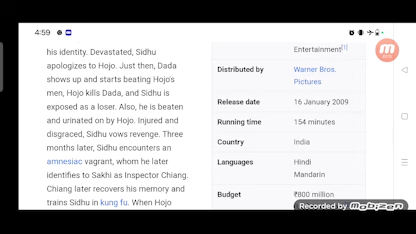 4:59
his identity. Devastated, Sidhu
apologizes to Hojo. Just then, Dada
shows up and starts beating Hojo's
men, Hojo kills Dada, and Sidhu is
exposed as a loser. Also, he is beaten
and urinated on by Hojo. Injured and
disgraced, Sidhu vows revenge. Three
months later, Sidhu encounters an
amnesiac vagrant, whom he later
identifies to Sakhi as Inspector Chiang.
Chiang later recovers his memory and
trains Sidhu in kung fu. When Hojo
Entertainment[1]
Distributed by Warner Bros.
Pictures
Release date 16 January 2009
Running time 154 minutes
Country India
Languages Hindi
Mandarin
Budget ₹800 million
Recorded by Mobizen